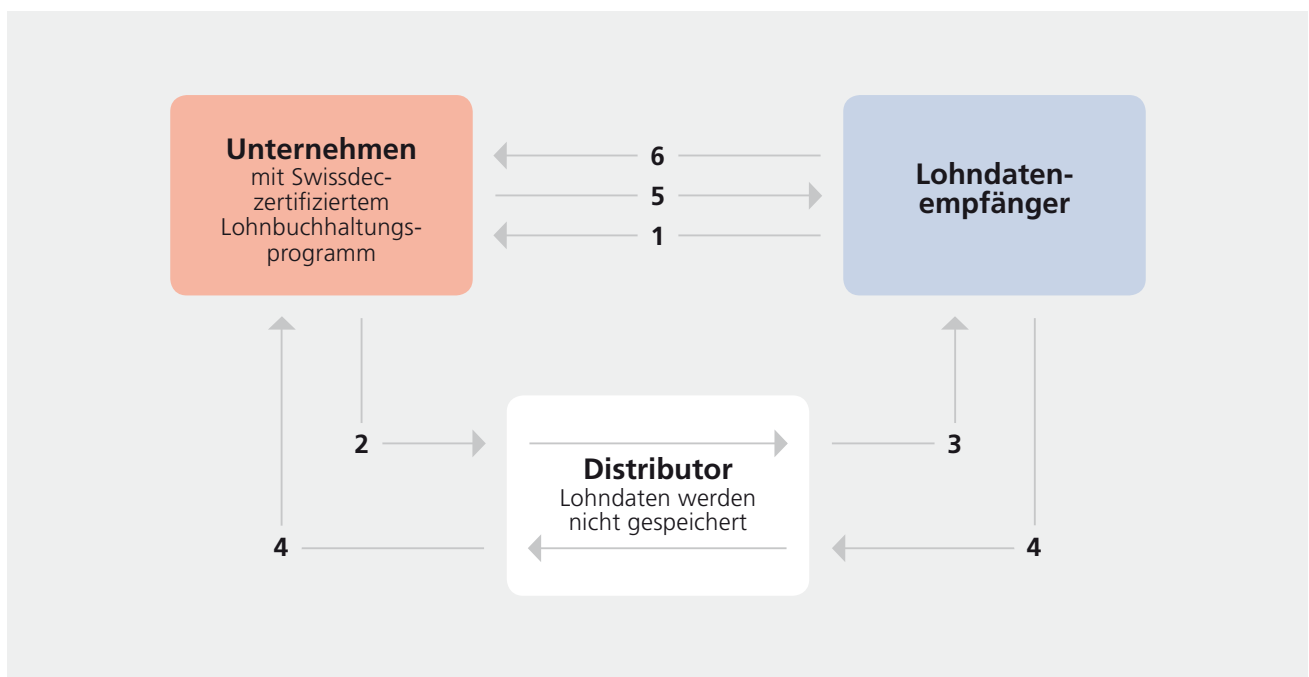 Unternehmen
mit Swissdec-
zertifiziertem
Lohnbuchhaltungs-
programm
6
5
1
Lohndaten-
empfänger
2
3
Distributor
Lohndaten werden
nicht gespeichert
4
4